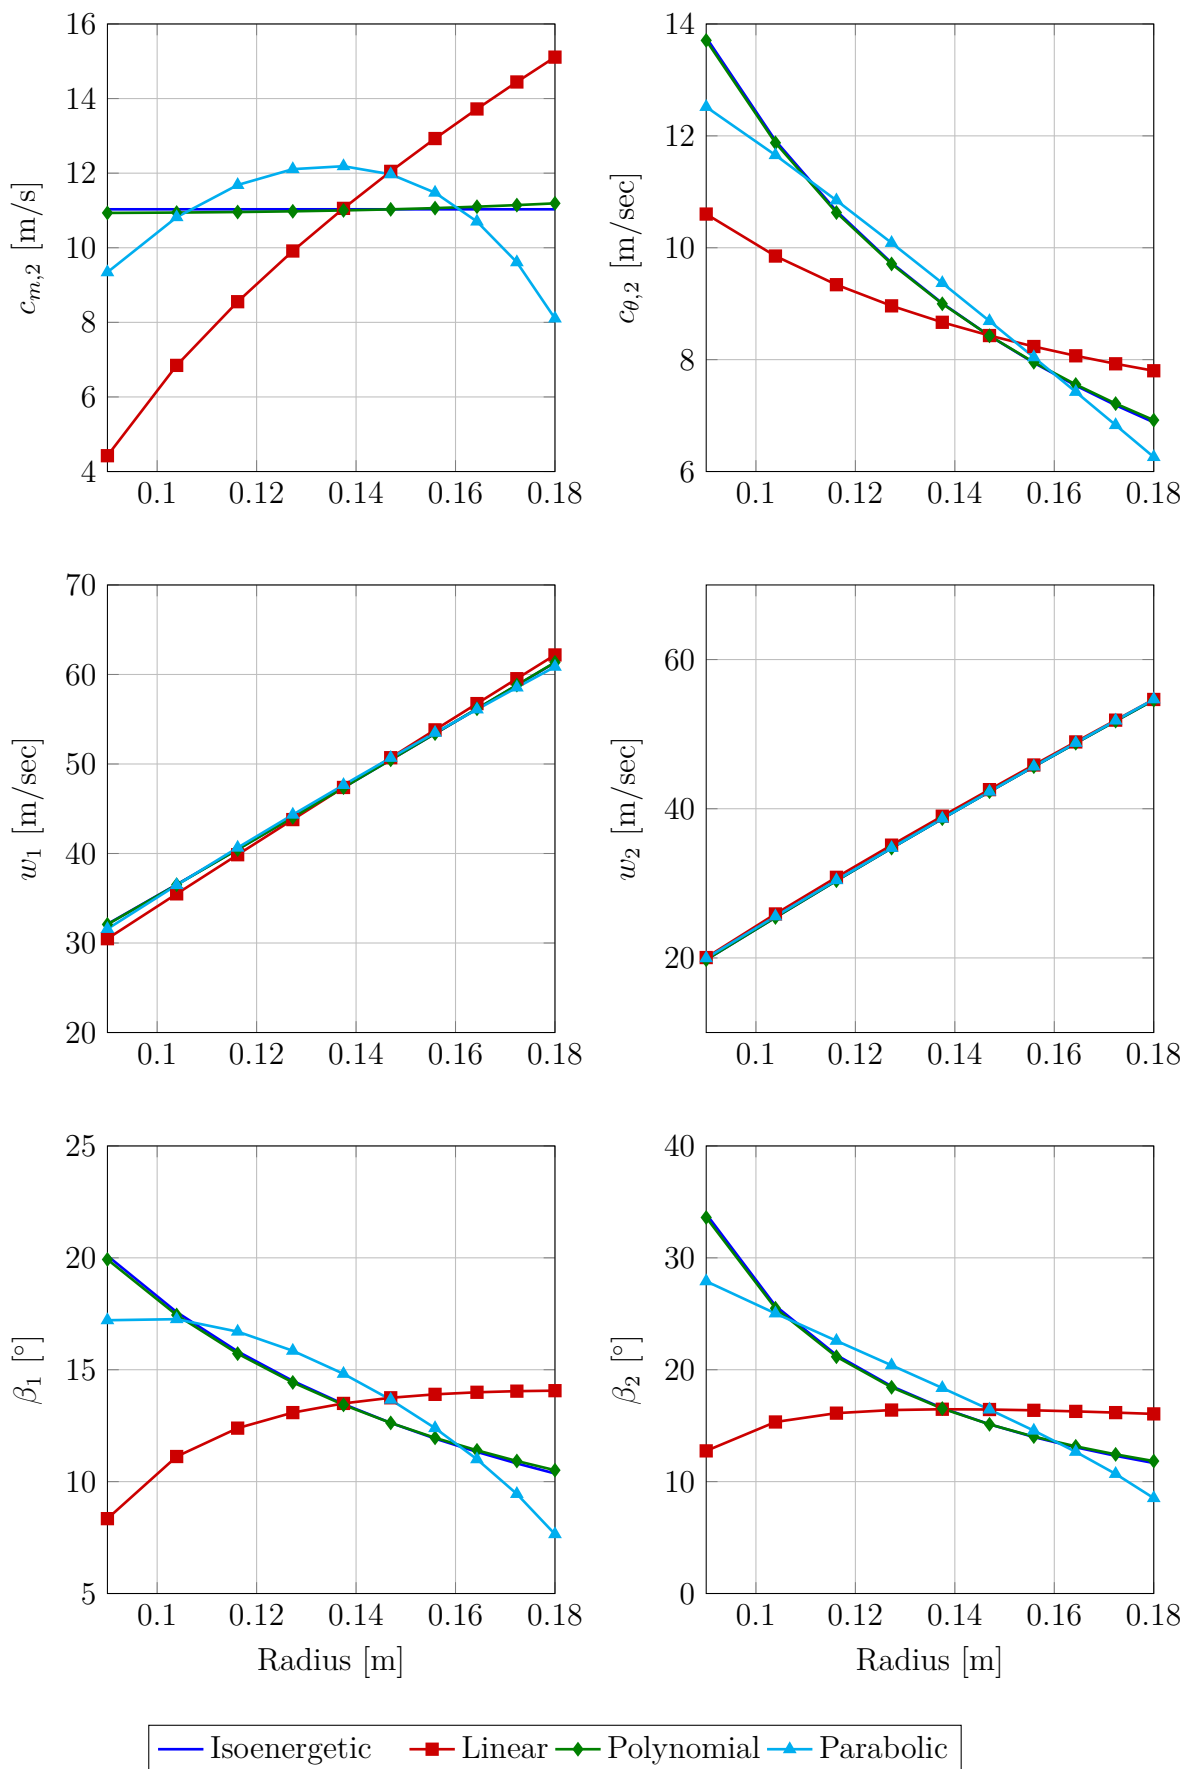 16
14
12
10
8
6
4
c_{m,2} [m/s]
0.1 0.12 0.14 0.16 0.18
14
12
10
8
6
c_{θ,2} [m/sec]
0.1 0.12 0.14 0.16 0.18
70
60
50
40
30
20
w_1 [m/sec]
0.1 0.12 0.14 0.16 0.18
60
40
20
w_2 [m/sec]
0.1 0.12 0.14 0.16 0.18
25
20
15
10
5
β_1 [°]
0.1 0.12 0.14 0.16 0.18
Radius [m]
40
30
20
10
0
β_2 [°]
0.1 0.12 0.14 0.16 0.18
Radius [m]
Isoenergetic Linear Polynomial Parabolic